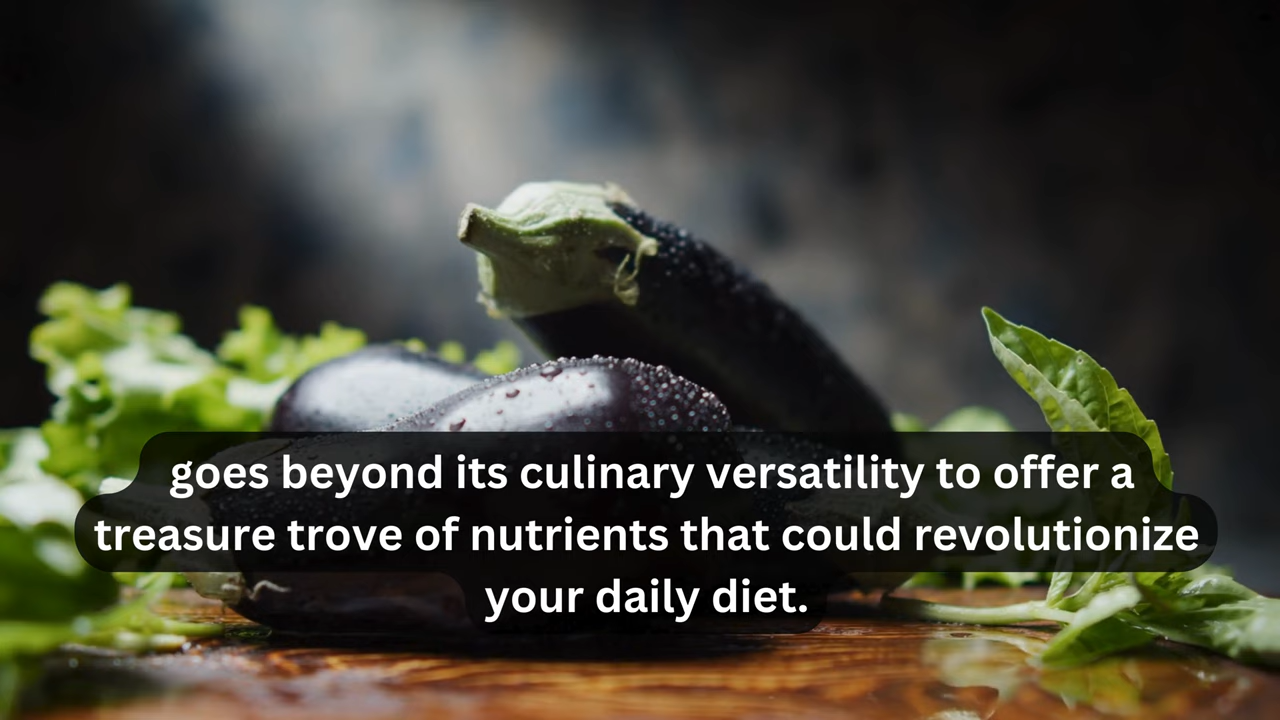 goes beyond its culinary versatility to offer a
treasure trove of nutrients that could revolutionize
your daily diet.